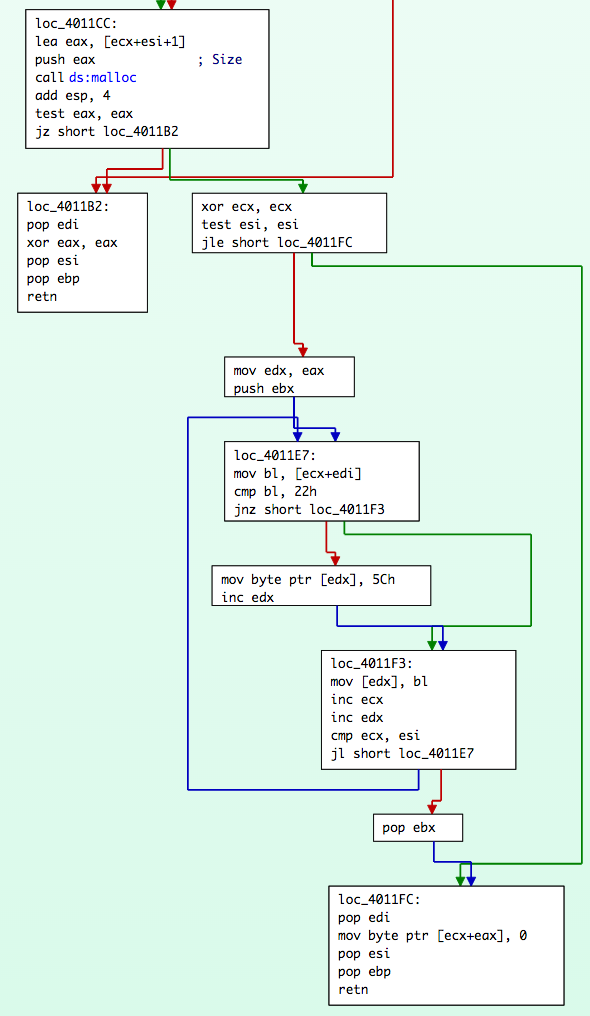 loc_4011CC:
lea eax, [ecx+esi+1]
push eax ; Size
call ds:malloc
add esp, 4
test eax, eax
jz short loc_4011B2
loc_4011B2:
pop edi
xor eax, eax
pop esi
pop ebp
retn
xor ecx, ecx
test esi, esi
jle short loc_4011FC
mov edx, eax
push ebx
loc_4011E7:
mov bl, [ecx+edi]
cmp bl, 22h
jnz short loc_4011F3
mov byte ptr [edx], 5Ch
inc edx
loc_4011F3:
mov [edx], bl
inc ecx
inc edx
cmp ecx, esi
jl short loc_4011E7
pop ebx
loc_4011FC:
pop edi
mov byte ptr [ecx+eax], 0
pop esi
pop ebp
retn